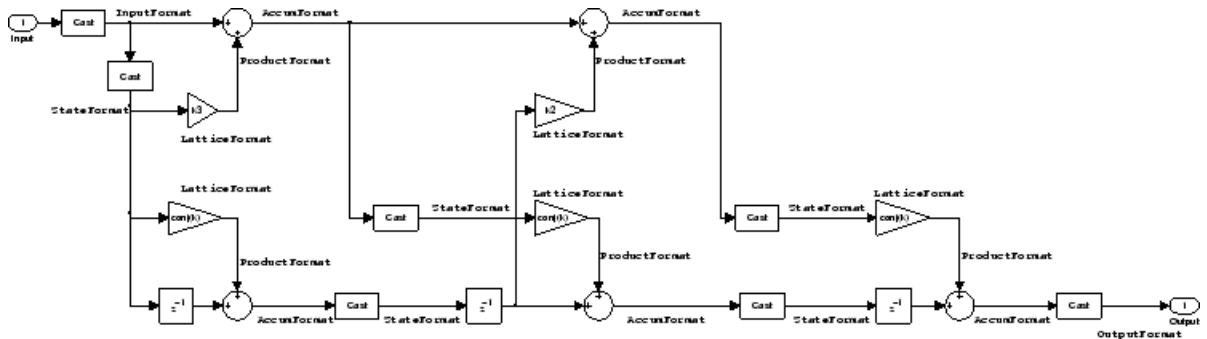 1
Input
Cast
InputFormat
AccumFormat
AccumFormat
Cast
ProductFormat
ProductFormat
StateFormat
k3
k2
LatticeFormat
LatticeFormat
LatticeFormat
LatticeFormat
LatticeFormat
conj(k)
Cast
StateFormat
conj(k)
Cast
StateFormat
conj(k)
ProductFormat
ProductFormat
ProductFormat
z⁻¹
Cast
z⁻¹
Cast
z⁻¹
Cast
1
Output
AccumFormat
StateFormat
AccumFormat
StateFormat
AccumFormat
OutputFormat